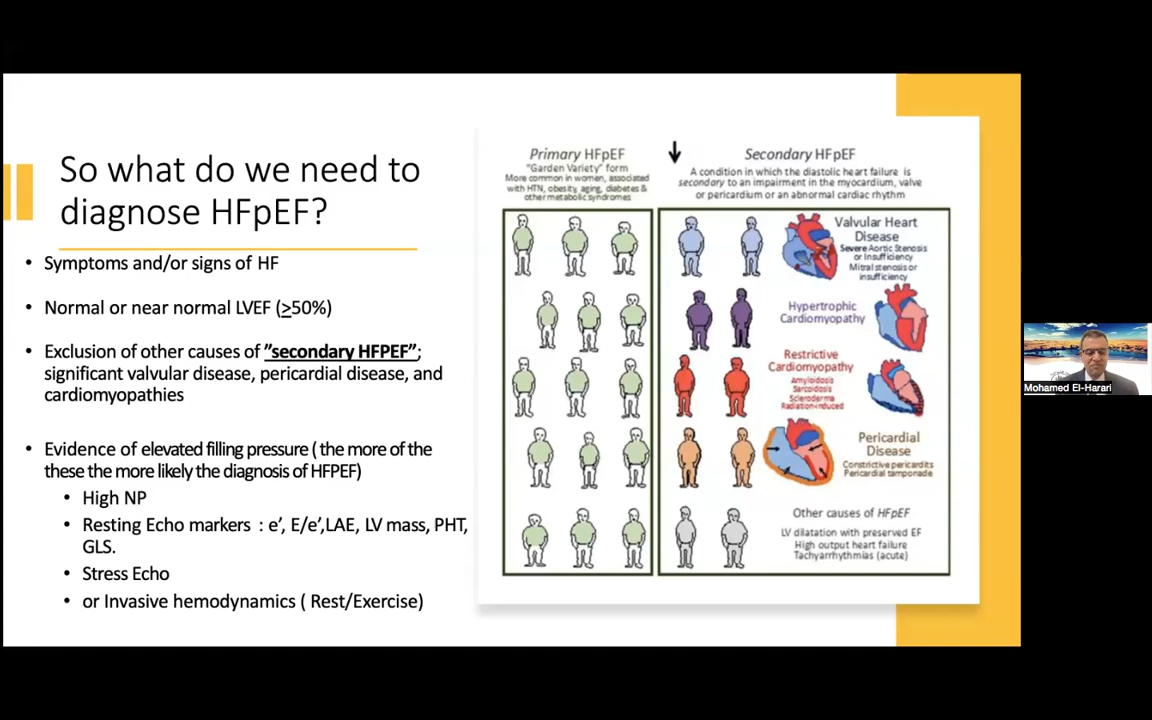 So what do we need to
diagnose HFpEF?
• Symptoms and/or signs of HF
• Normal or near normal LVEF (≥50%)
• Exclusion of other causes of ”secondary HFPEF”;
significant valvular disease, pericardial disease, and
cardiomyopathies
• Evidence of elevated filling pressure ( the more of the
these the more likely the diagnosis of HFPEF)
• High NP
• Resting Echo markers : e’, E/e’,LAE, LV mass, PHT,
GLS.
• Stress Echo
• or Invasive hemodynamics ( Rest/Exercise)
Primary HFpEF
"Garden Variety" form
More common in women, associated
with HTN, obesity, aging, diabetes &
other metabolic syndromes
Secondary HFpEF
A condition in which the diastolic heart failure is
secondary to an impairment in the myocardium, valve
or pericardium or an abnormal cardiac rhythm
Valvular Heart
Disease
Severe Aortic Stenosis
or Insufficiency
Mitral stenosis or
insufficiency
Hypertrophic
Cardiomyopathy
Restrictive
Cardiomyopathy
Amyloidosis
Sarcoidosis
Scleroderma
Radiation-induced
Pericardial
Disease
Constrictive pericardits
Pericardial tamponade
Other causes of HFpEF
LV dilatation with preserved EF
High output heart failure
Tachyarrhythmias (acute)
Mohamed El-Harari